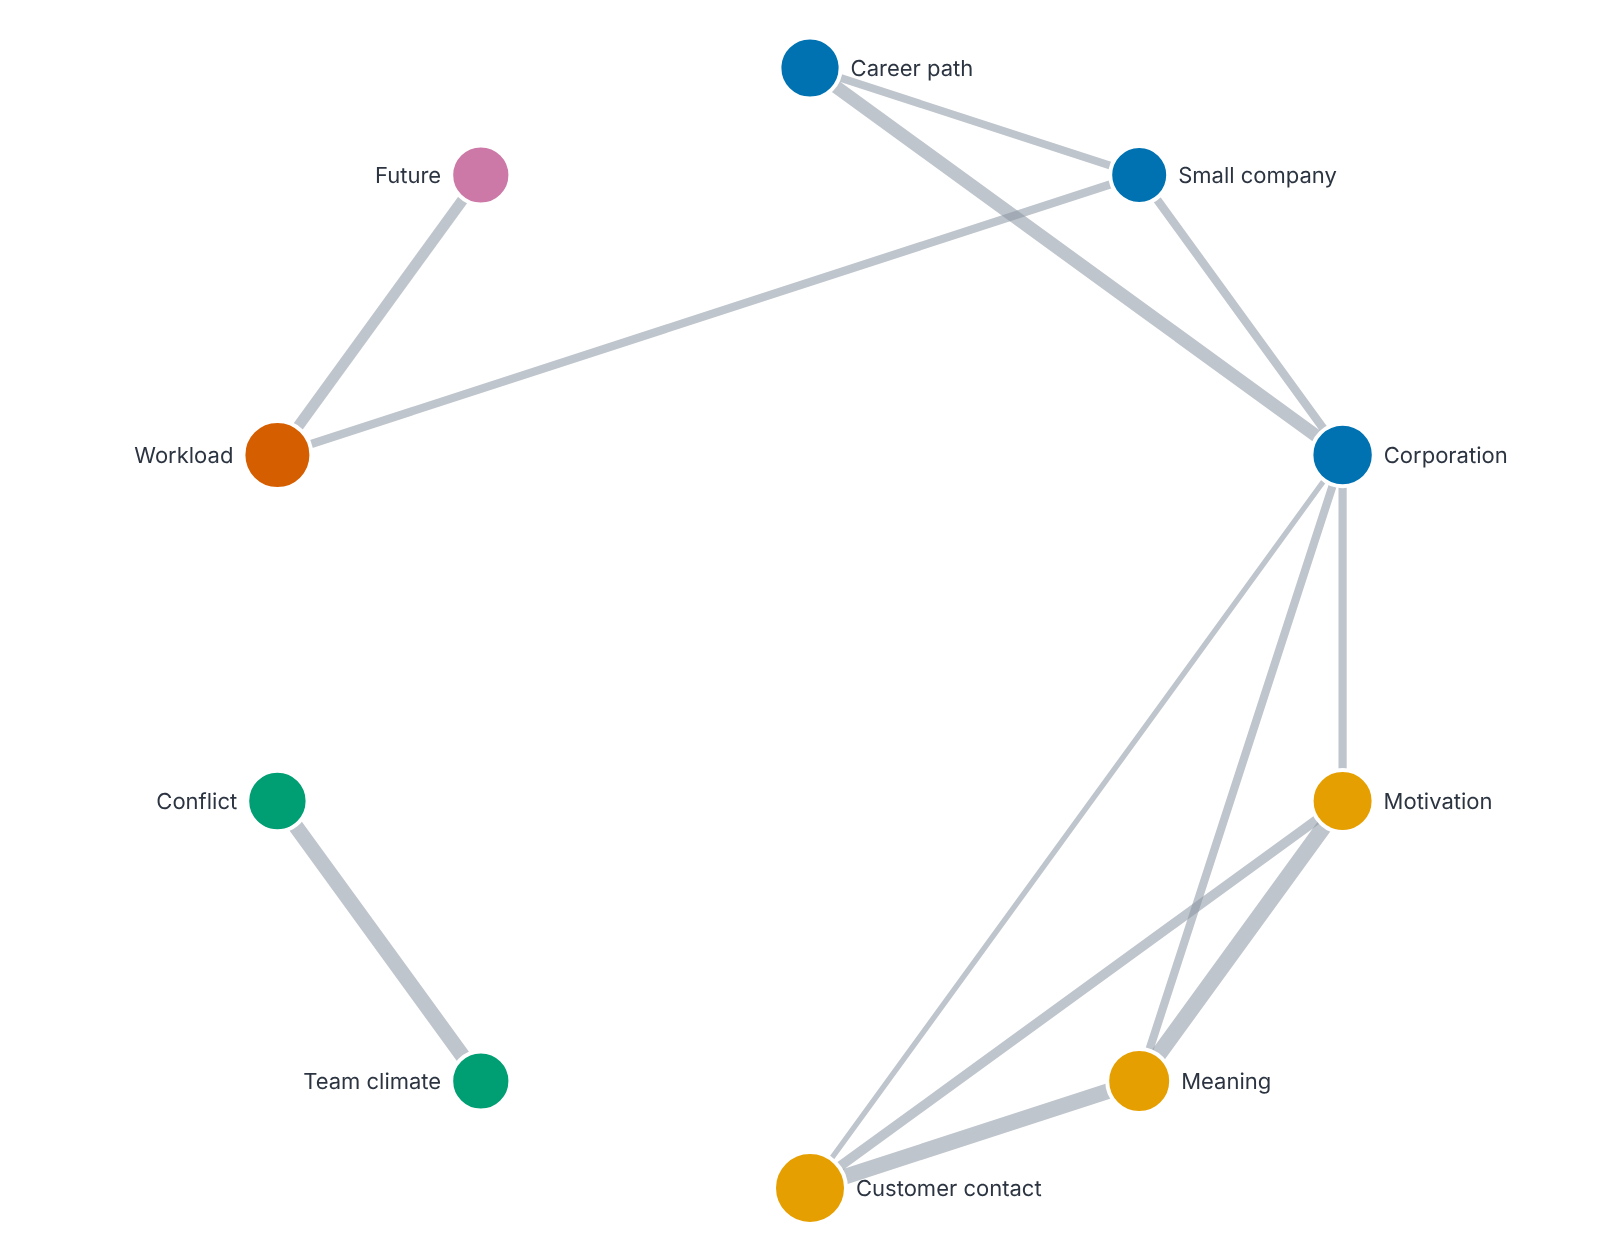 Career path
Future
Small company
Workload
Corporation
Conflict
Motivation
Team climate
Meaning
Customer contact